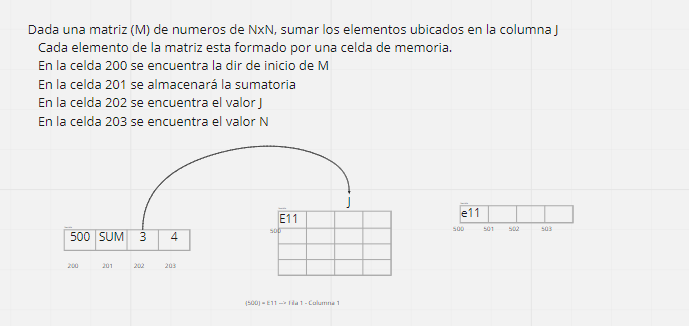 Dada una matriz (M) de numeros de NxN, sumar los elementos ubicados en la columna J
Cada elemento de la matriz esta formado por una celda de memoria.
En la celda 200 se encuentra la dir de inicio de M
En la celda 201 se almacenará la sumatoria
En la celda 202 se encuentra el valor J
En la celda 203 se encuentra el valor N
J
500 SUM 3 4
200 201 202 203
E11
500
e11
500 501 502 503
(500) = E11 --> Fila 1 - Columna 1